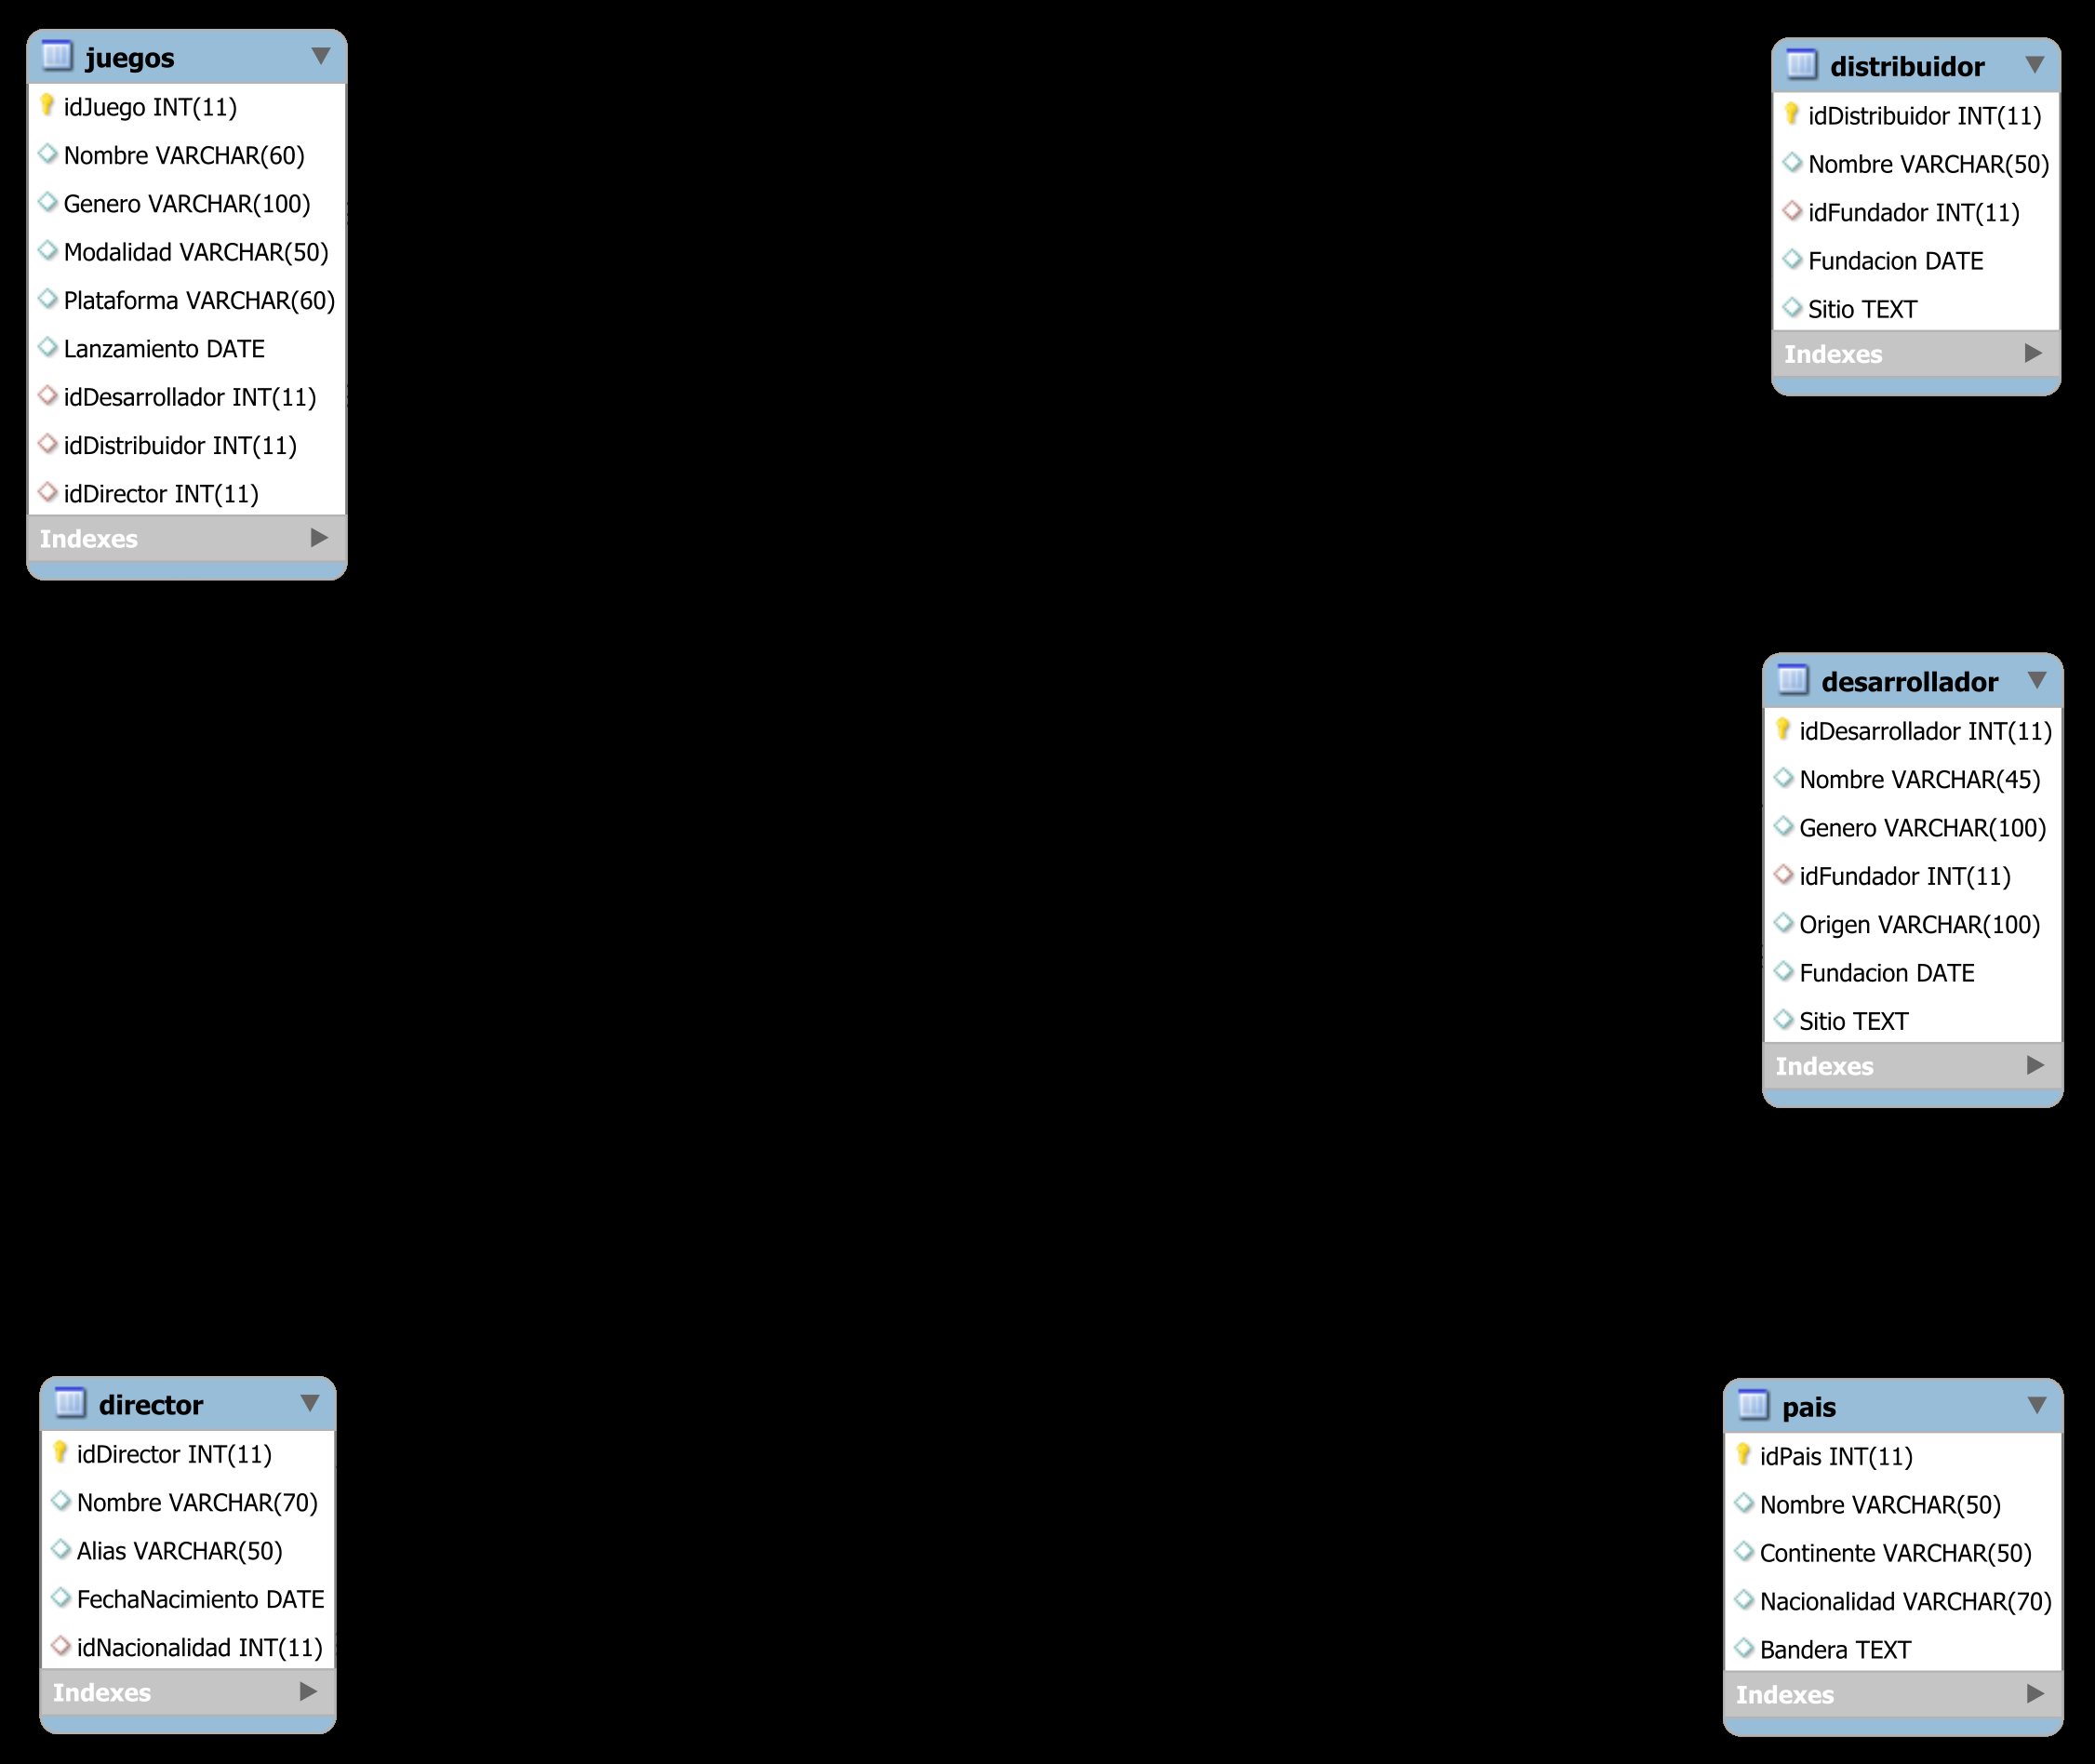 juegos
idJuego INT(11)
Nombre VARCHAR(60)
Genero VARCHAR(100)
Modalidad VARCHAR(50)
Plataforma VARCHAR(60)
Lanzamiento DATE
idDesarrollador INT(11)
idDistribuidor INT(11)
idDirector INT(11)
Indexes
distribuidor
idDistribuidor INT(11)
Nombre VARCHAR(50)
idFundador INT(11)
Fundacion DATE
Sitio TEXT
Indexes
desarrollador
idDesarrollador INT(11)
Nombre VARCHAR(45)
Genero VARCHAR(100)
idFundador INT(11)
Origen VARCHAR(100)
Fundacion DATE
Sitio TEXT
Indexes
director
idDirector INT(11)
Nombre VARCHAR(70)
Alias VARCHAR(50)
FechaNacimiento DATE
idNacionalidad INT(11)
Indexes
pais
idPais INT(11)
Nombre VARCHAR(50)
Continente VARCHAR(50)
Nacionalidad VARCHAR(70)
Bandera TEXT
Indexes